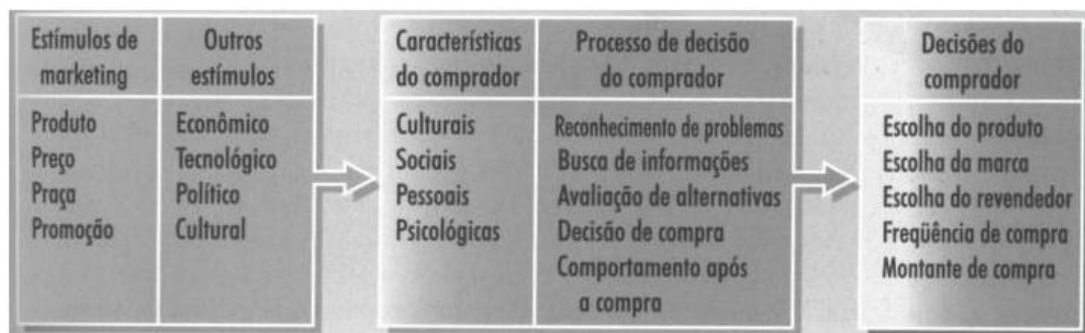 Estímulos de
marketing
Produto
Preço
Praça
Promoção
Outros
estímulos
Econômico
Tecnológico
Político
Cultural
Características
do comprador
Culturais
Sociais
Pessoais
Psicológicas
Processo de decisão
do comprador
Reconhecimento de problemas
Busca de informações
Avaliação de alternativas
Decisão de compra
Comportamento após
a compra
Decisões do
comprador
Escolha do produto
Escolha da marca
Escolha do revendedor
Freqüência de compra
Montante de compra